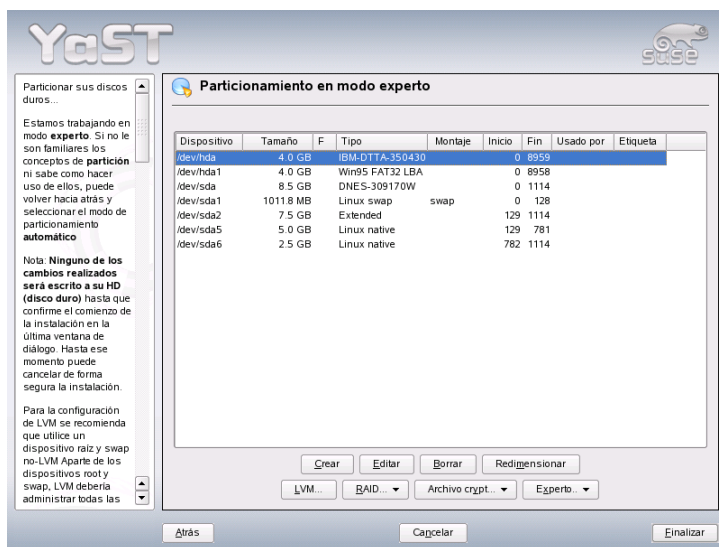 YaST
SUSE
Particionar sus discos
duros...
Estamos trabajando en
modo experto. Si no le
son familiares los
conceptos de partición
ni sabe como hacer
uso de ellos, puede
volver hacia atrás y
seleccionar el modo de
particionamiento
automático
Nota: Ninguno de los
cambios realizados
será escrito a su HD
(disco duro) hasta que
confirme el comienzo de
la instalación en la
última ventana de
diálogo. Hasta ese
momento puede
cancelar de forma
segura la instalación.
Para la configuración
de LVM se recomienda
que utilice un
dispositivo raíz y swap
no-LVM Aparte de los
dispositivos root y
swap, LVM debería
administrar todas las
Particionamiento en modo experto
Dispositivo Tamaño F Tipo Montaje Inicio Fin Usado por Etiqueta
/dev/hda 4.0 GB IBM-DTTA-350430 0 8959
/dev/hda1 4.0 GB Win95 FAT32 LBA 0 8958
/dev/sda 8.5 GB DNES-309170W 0 1114
/dev/sda1 1011.8 MB Linux swap swap 0 128
/dev/sda2 7.5 GB Extended 129 1114
/dev/sda5 5.0 GB Linux native 129 781
/dev/sda6 2.5 GB Linux native 782 1114
Crear Editar Borrar Redimensionar
LVM... RAID... Archivo crypt... Experto..
Atrás Cancelar Finalizar